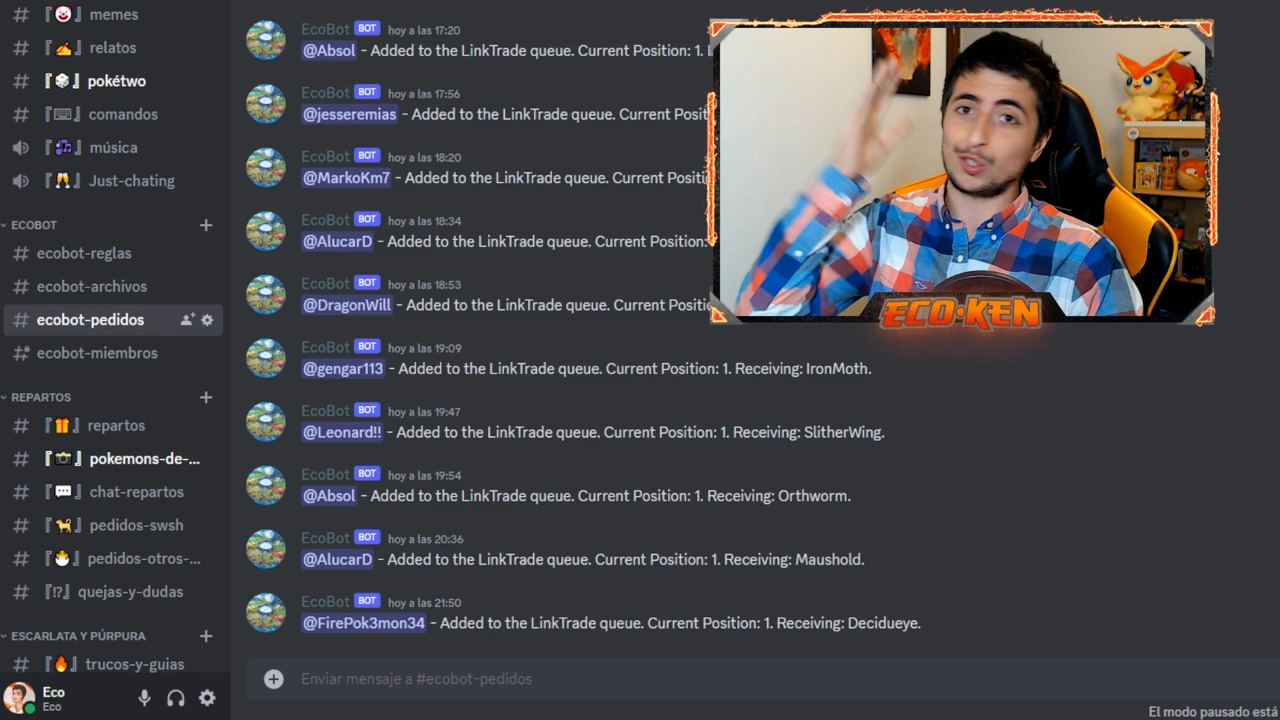 memes
relatos
pokétwo
comandos
música
Just-chating
ECOBOT
ecobot-reglas
ecobot-archivos
ecobot-pedidos
ecobot-miembros
REPARTOS
repartos
pokemons-de-...
chat-repartos
pedidos-swsh
pedidos-otros-...
quejas-y-dudas
ESCARLATA Y PÚRPURA
trucos-y-guias
Eco
Eco
EcoBot BOT hoy a las 17:20
@Absol - Added to the LinkTrade queue. Current Position: 1.
EcoBot BOT hoy a las 17:56
@jesseremias - Added to the LinkTrade queue. Current Posit
EcoBot BOT hoy a las 18:20
@MarkoKm7 - Added to the LinkTrade queue. Current Positi
EcoBot BOT hoy a las 18:34
@AlucarD - Added to the LinkTrade queue. Current Position:
EcoBot BOT hoy a las 18:53
@DragonWill - Added to the LinkTrade queue. Current Positi
EcoBot BOT hoy a las 19:09
@gengar113 - Added to the LinkTrade queue. Current Position: 1. Receiving: IronMoth.
EcoBot BOT hoy a las 19:47
@Leonard!! - Added to the LinkTrade queue. Current Position: 1. Receiving: SlitherWing.
EcoBot BOT hoy a las 19:54
@Absol - Added to the LinkTrade queue. Current Position: 1. Receiving: Orthworm.
EcoBot BOT hoy a las 20:36
@AlucarD - Added to the LinkTrade queue. Current Position: 1. Receiving: Maushold.
EcoBot BOT hoy a las 21:50
@FirePok3mon34 - Added to the LinkTrade queue. Current Position: 1. Receiving: Decidueye.
Enviar mensaje a #ecobot-pedidos
El modo pausado está
ECO•KEN